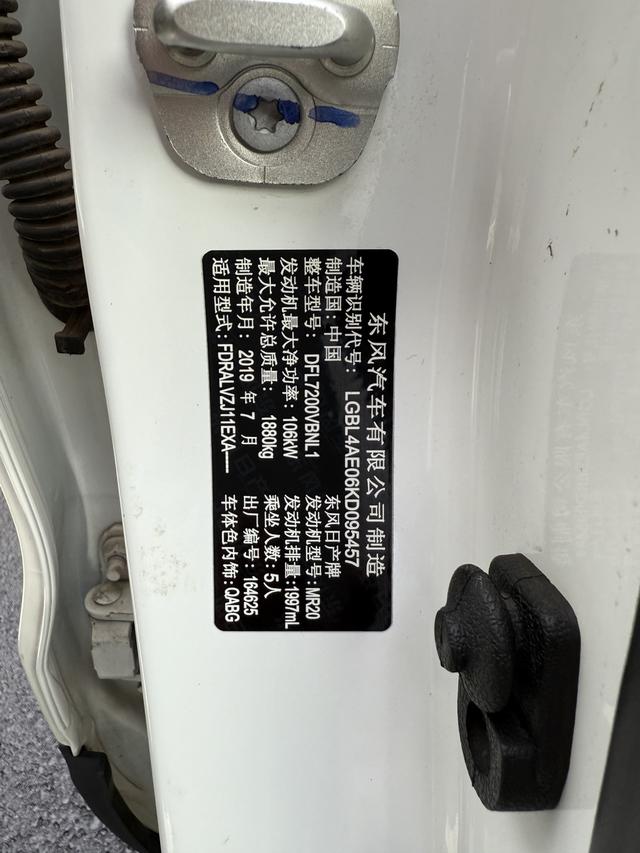 东风汽车有限公司制造
车辆识别代号: LGBL4AE06KD095457
制造国:中国 东风日产牌
整车型号: DFL7200VBNL1 发动机型号:MR20
发动机最大净功率:106kW 发动机排量:1997mL
最大允许总质量: 1880kg 乘坐人数:5人
制造年月: 2019 年 7 月 出厂编号:164625
适用型式:FDRALVZJ11EXA---- 车体色内饰:QABG